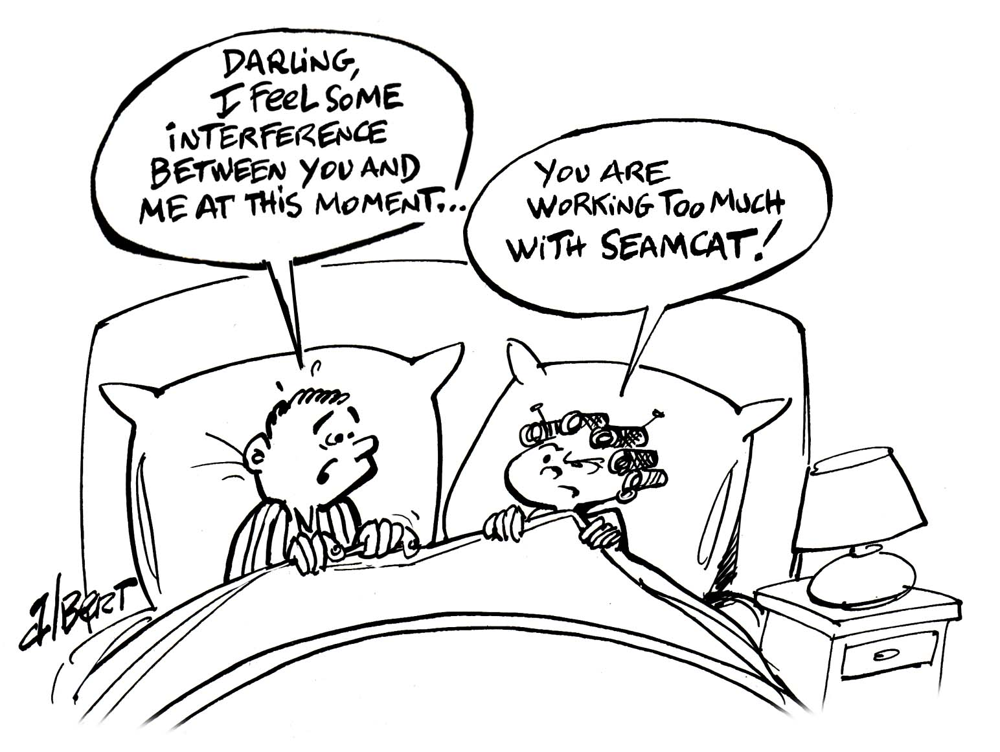 DARLING,
I FEEL SOME
INTERFERENCE
BETWEEN YOU AND
ME AT THIS MOMENT...
YOU ARE
WORKING TOO MUCH
WITH SEAMCAT!